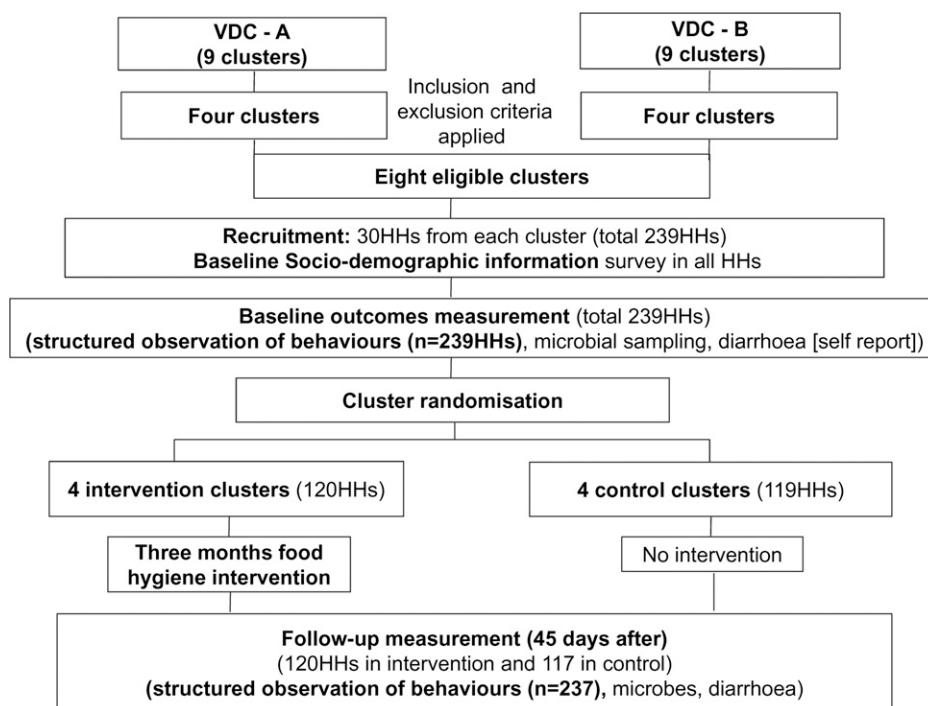 VDC - A
(9 clusters)
VDC - B
(9 clusters)
Four clusters
Inclusion and
exclusion criteria
applied
Four clusters
Eight eligible clusters
Recruitment: 30HHs from each cluster (total 239HHs)
Baseline Socio-demographic information survey in all HHs
Baseline outcomes measurement (total 239HHs)
(structured observation of behaviours (n=239HHs), microbial sampling, diarrhoea [self report])
Cluster randomisation
4 intervention clusters (120HHs)
4 control clusters (119HHs)
Three months food
hygiene intervention
No intervention
Follow-up measurement (45 days after)
(120HHs in intervention and 117 in control)
(structured observation of behaviours (n=237), microbes, diarrhoea)